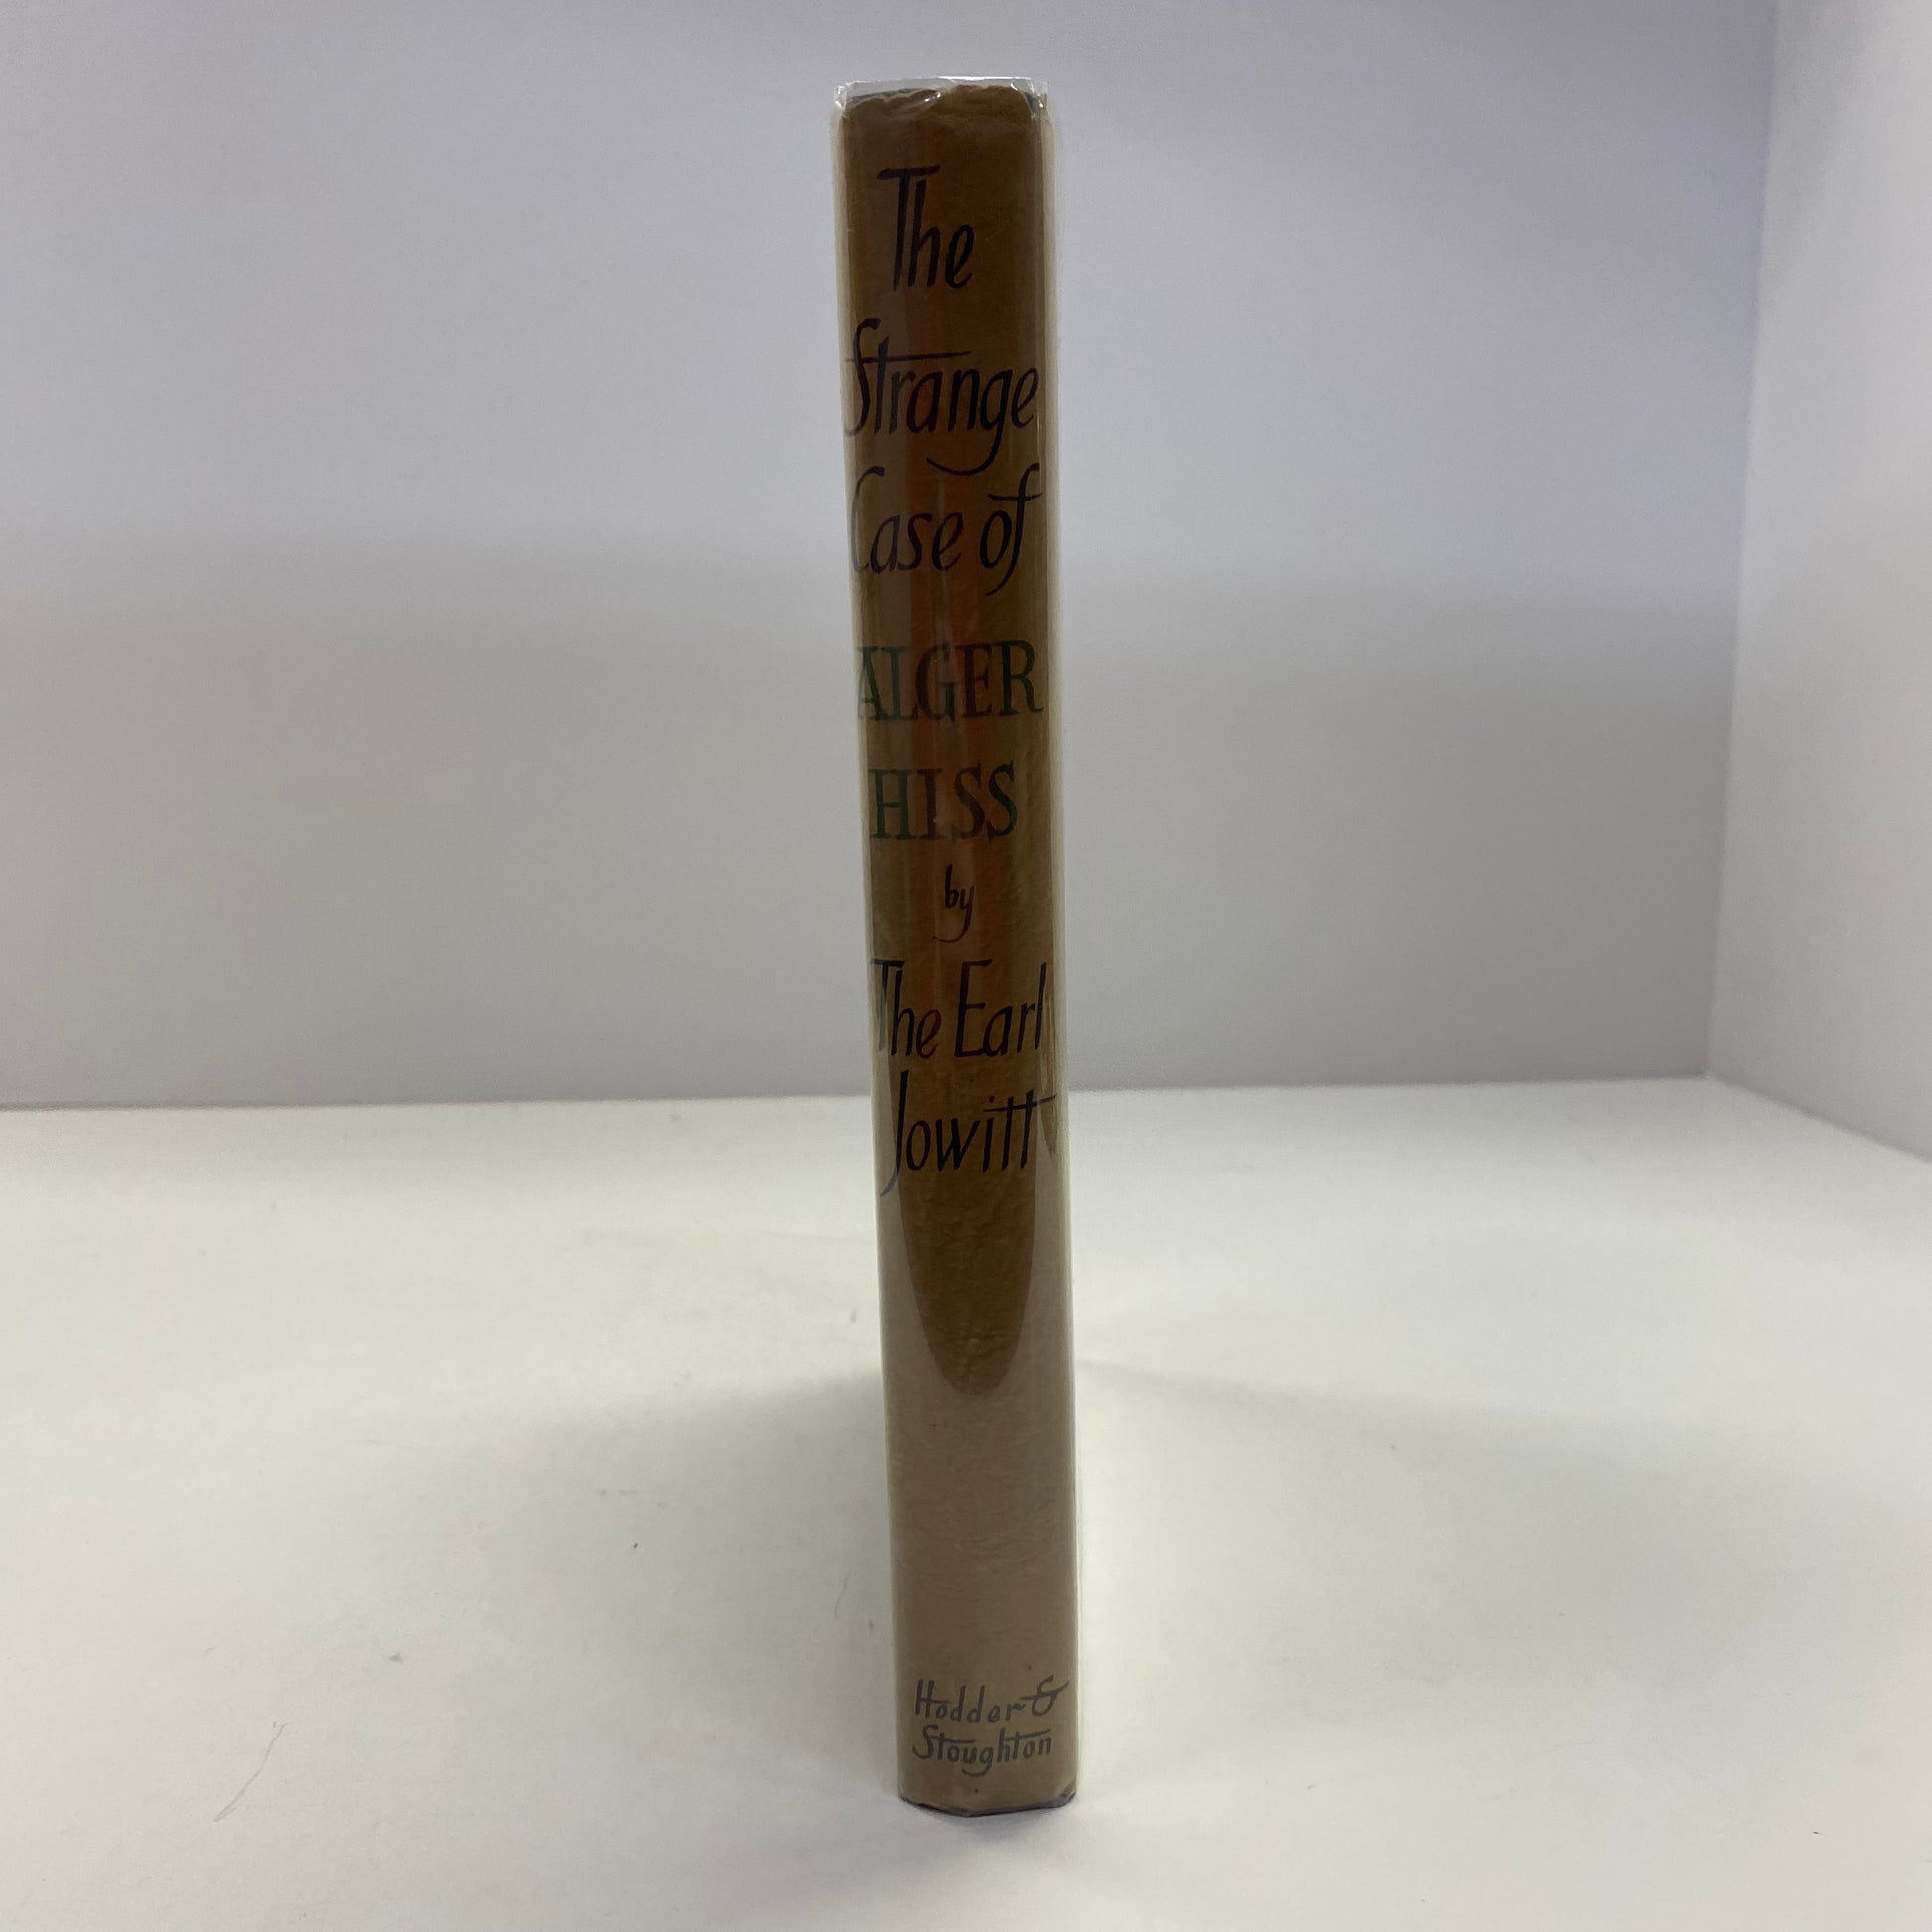 The
Strange
Case of
ALGER
HISS
by
The Earl
Jowitt
Hodder &
Stoughton